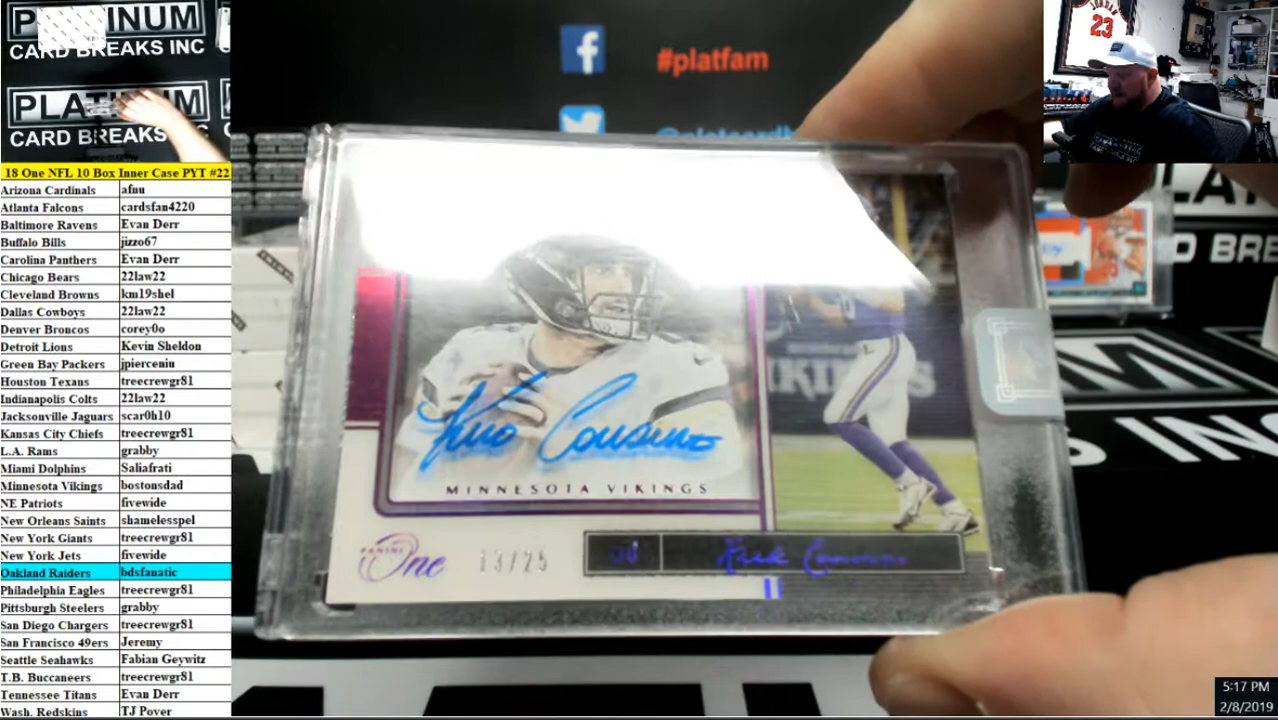 PLATINUM
CARD BREAKS INC
PLATINUM
CARD BREAKS
18 One NFL 10 Box Inner Case PYT #22
Arizona Cardinals afnu
Atlanta Falcons cardsfan4220
Baltimore Ravens Evan Derr
Buffalo Bills jizzo67
Carolina Panthers Evan Derr
Chicago Bears 22law22
Cleveland Browns km19shel
Dallas Cowboys 22law22
Denver Broncos corey0o
Detroit Lions Kevin Sheldon
Green Bay Packers jpierceniu
Houston Texans treecrewgr81
Indianapolis Colts 22law22
Jacksonville Jaguars scar0h10
Kansas City Chiefs treecrewgr81
L.A. Rams grabby
Miami Dolphins Saliafrati
Minnesota Vikings bostonsdad
NE Patriots fivewide
New Orleans Saints shamelesspel
New York Giants treecrewgr81
New York Jets fivewide
Oakland Raiders bdsfanatic
Philadelphia Eagles treecrewgr81
Pittsburgh Steelers grabby
San Diego Chargers treecrewgr81
San Francisco 49ers Jeremy
Seattle Seahawks Fabian Geywitz
T.B. Buccaneers treecrewgr81
Tennessee Titans Evan Derr
Wash. Redskins TJ Pover
#platfam
MINNESOTA VIKINGS
PANINI
One
13/25
JORDAN
23
5:17 PM
2/8/2019